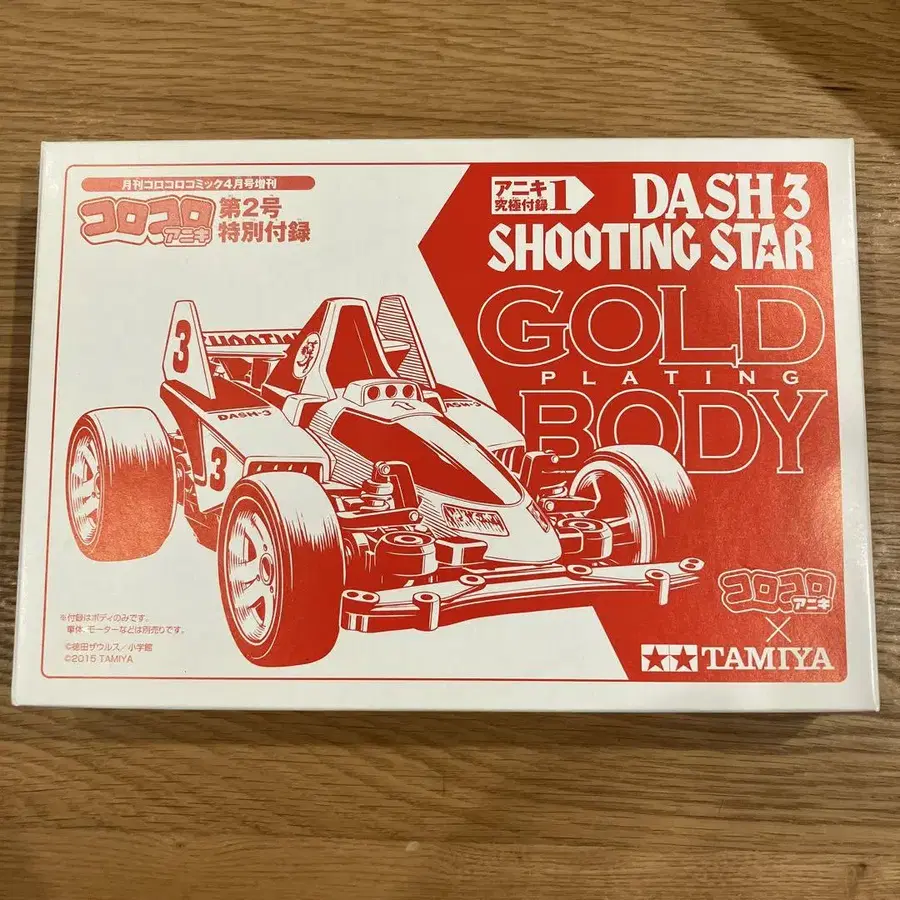 月刊コロコロコミック4月号増刊
コロコロ
アニキ
第2号
特別付録
アニキ
究極付録
1
DASH 3
SHOOTING STAR
GOLD
PLATING
BODY
3
SHOOTIN
DASH-3
DASH-3
3
※付録はボディのみです。
車体、モーターなどは別売りです。
©徳田ザウルス/小学館
©2015 TAMIYA
コロコロ
アニキ
×
TAMIYA